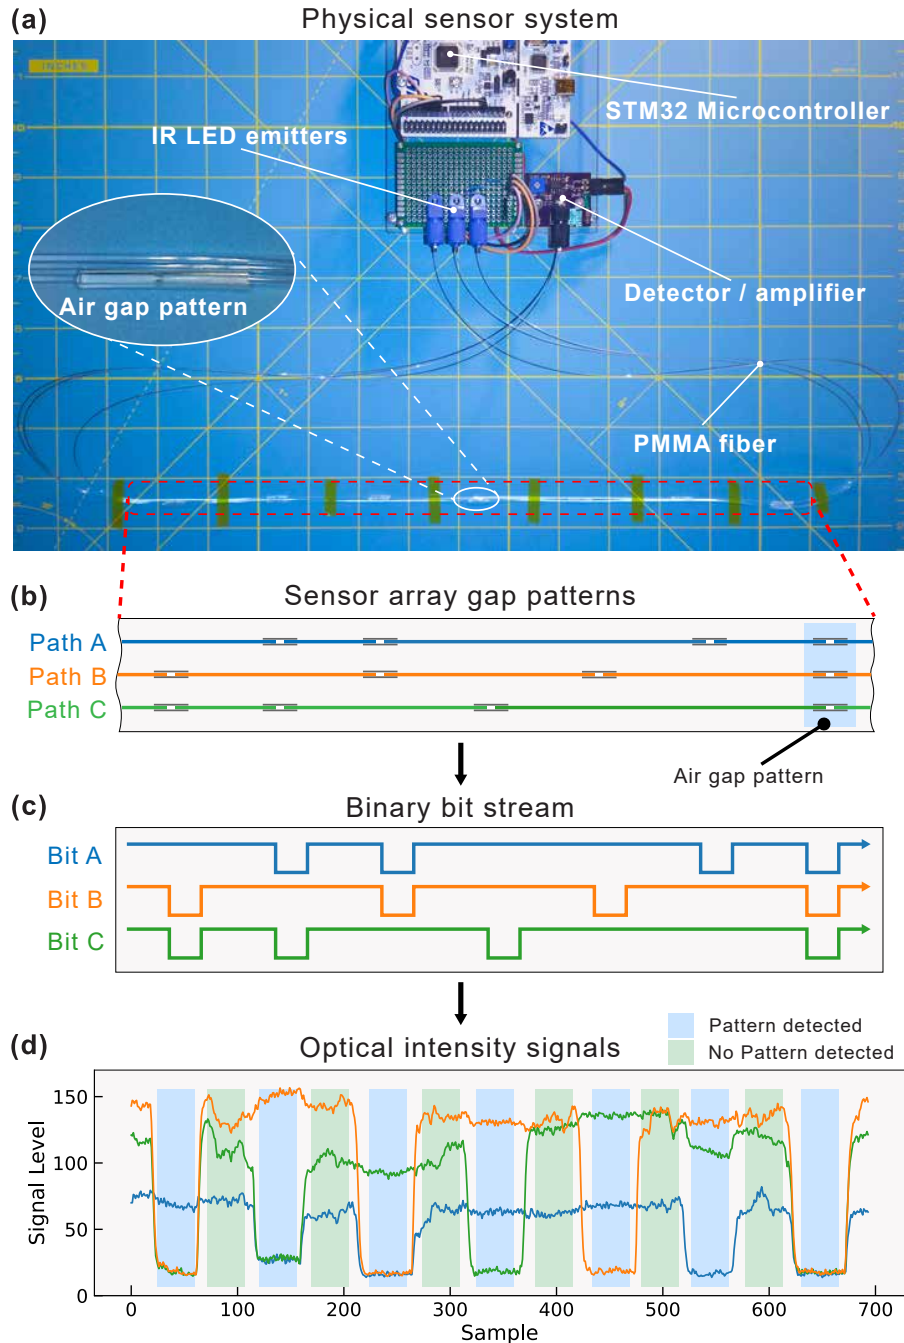 (a)
Physical sensor system
INCHES
STM32 Microcontroller
IR LED emitters
Air gap pattern
Detector / amplifier
PMMA fiber
(b)
Sensor array gap patterns
Path A
Path B
Path C
Air gap pattern
(c)
Binary bit stream
Bit A
Bit B
Bit C
(d)
Optical intensity signals
Pattern detected
No Pattern detected
Signal Level
150
100
50
0
0 100 200 300 400 500 600 700
Sample